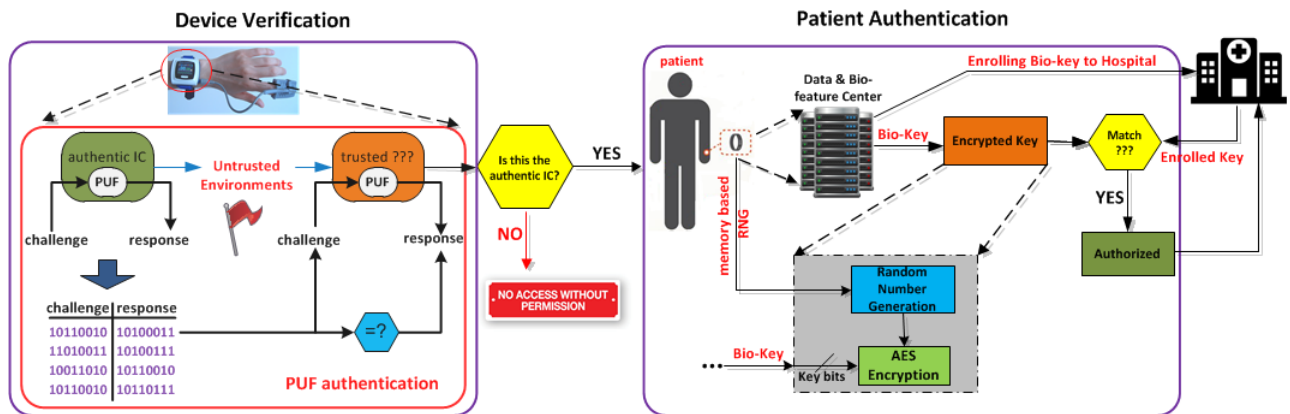 Device Verification
authentic IC
PUF
challenge
response
Untrusted
Environments
trusted ???
PUF
challenge
response
challenge response
10110010 10100011
11010011 10100111
10011010 10110010
10110010 10110111
=?
PUF authentication
Is this the
authentic IC?
YES
NO
NO ACCESS WITHOUT
PERMISSION
Patient Authentication
patient
Data & Bio-
feature Center
Enrolling Bio-key to Hospital
Bio-Key
Encrypted Key
Match
???
Enrolled Key
YES
Authorized
memory based
RNG
Random
Number
Generation
Bio-Key
Key bits
AES
Encryption